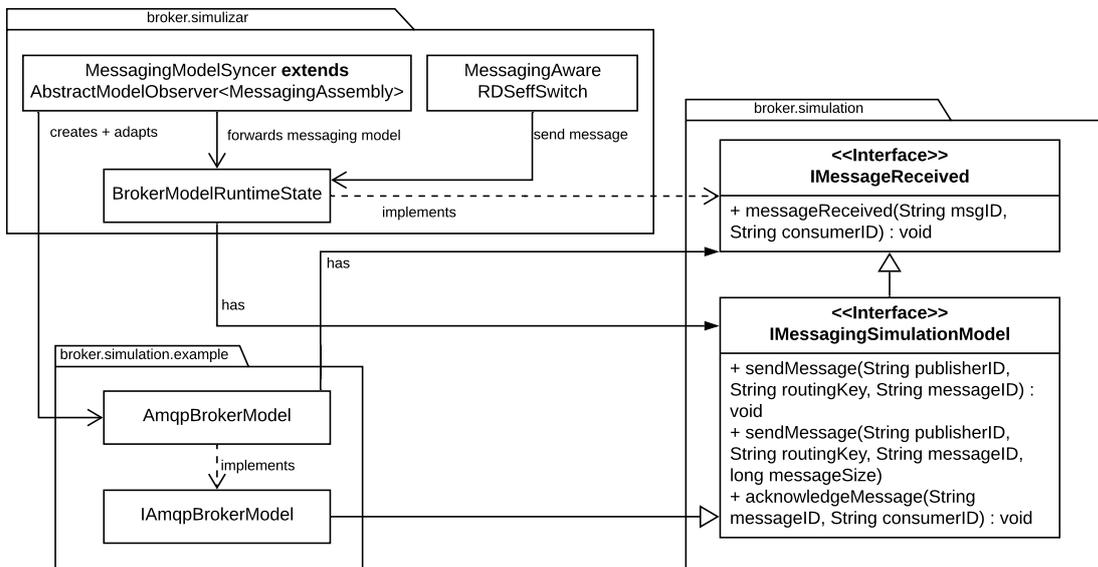 broker.simulizar
MessagingModelSyncer extends
AbstractModelObserver<MessagingAssembly>
MessagingAware
RDSeffSwitch
creates + adapts
forwards messaging model
send message
BrokerModelRuntimeState
implements
broker.simulation
<<Interface>>
IMessageReceived
+ messageReceived(String msgID,
String consumerID) : void
has
has
<<Interface>>
IMessagingSimulationModel
+ sendMessage(String publisherID,
String routingKey, String messageID) :
void
+ sendMessage(String publisherID,
String routingKey, String messageID,
long messageSize)
+ acknowledgeMessage(String
messageID, String consumerID) : void
broker.simulation.example
AmqpBrokerModel
implements
IAmqpBrokerModel